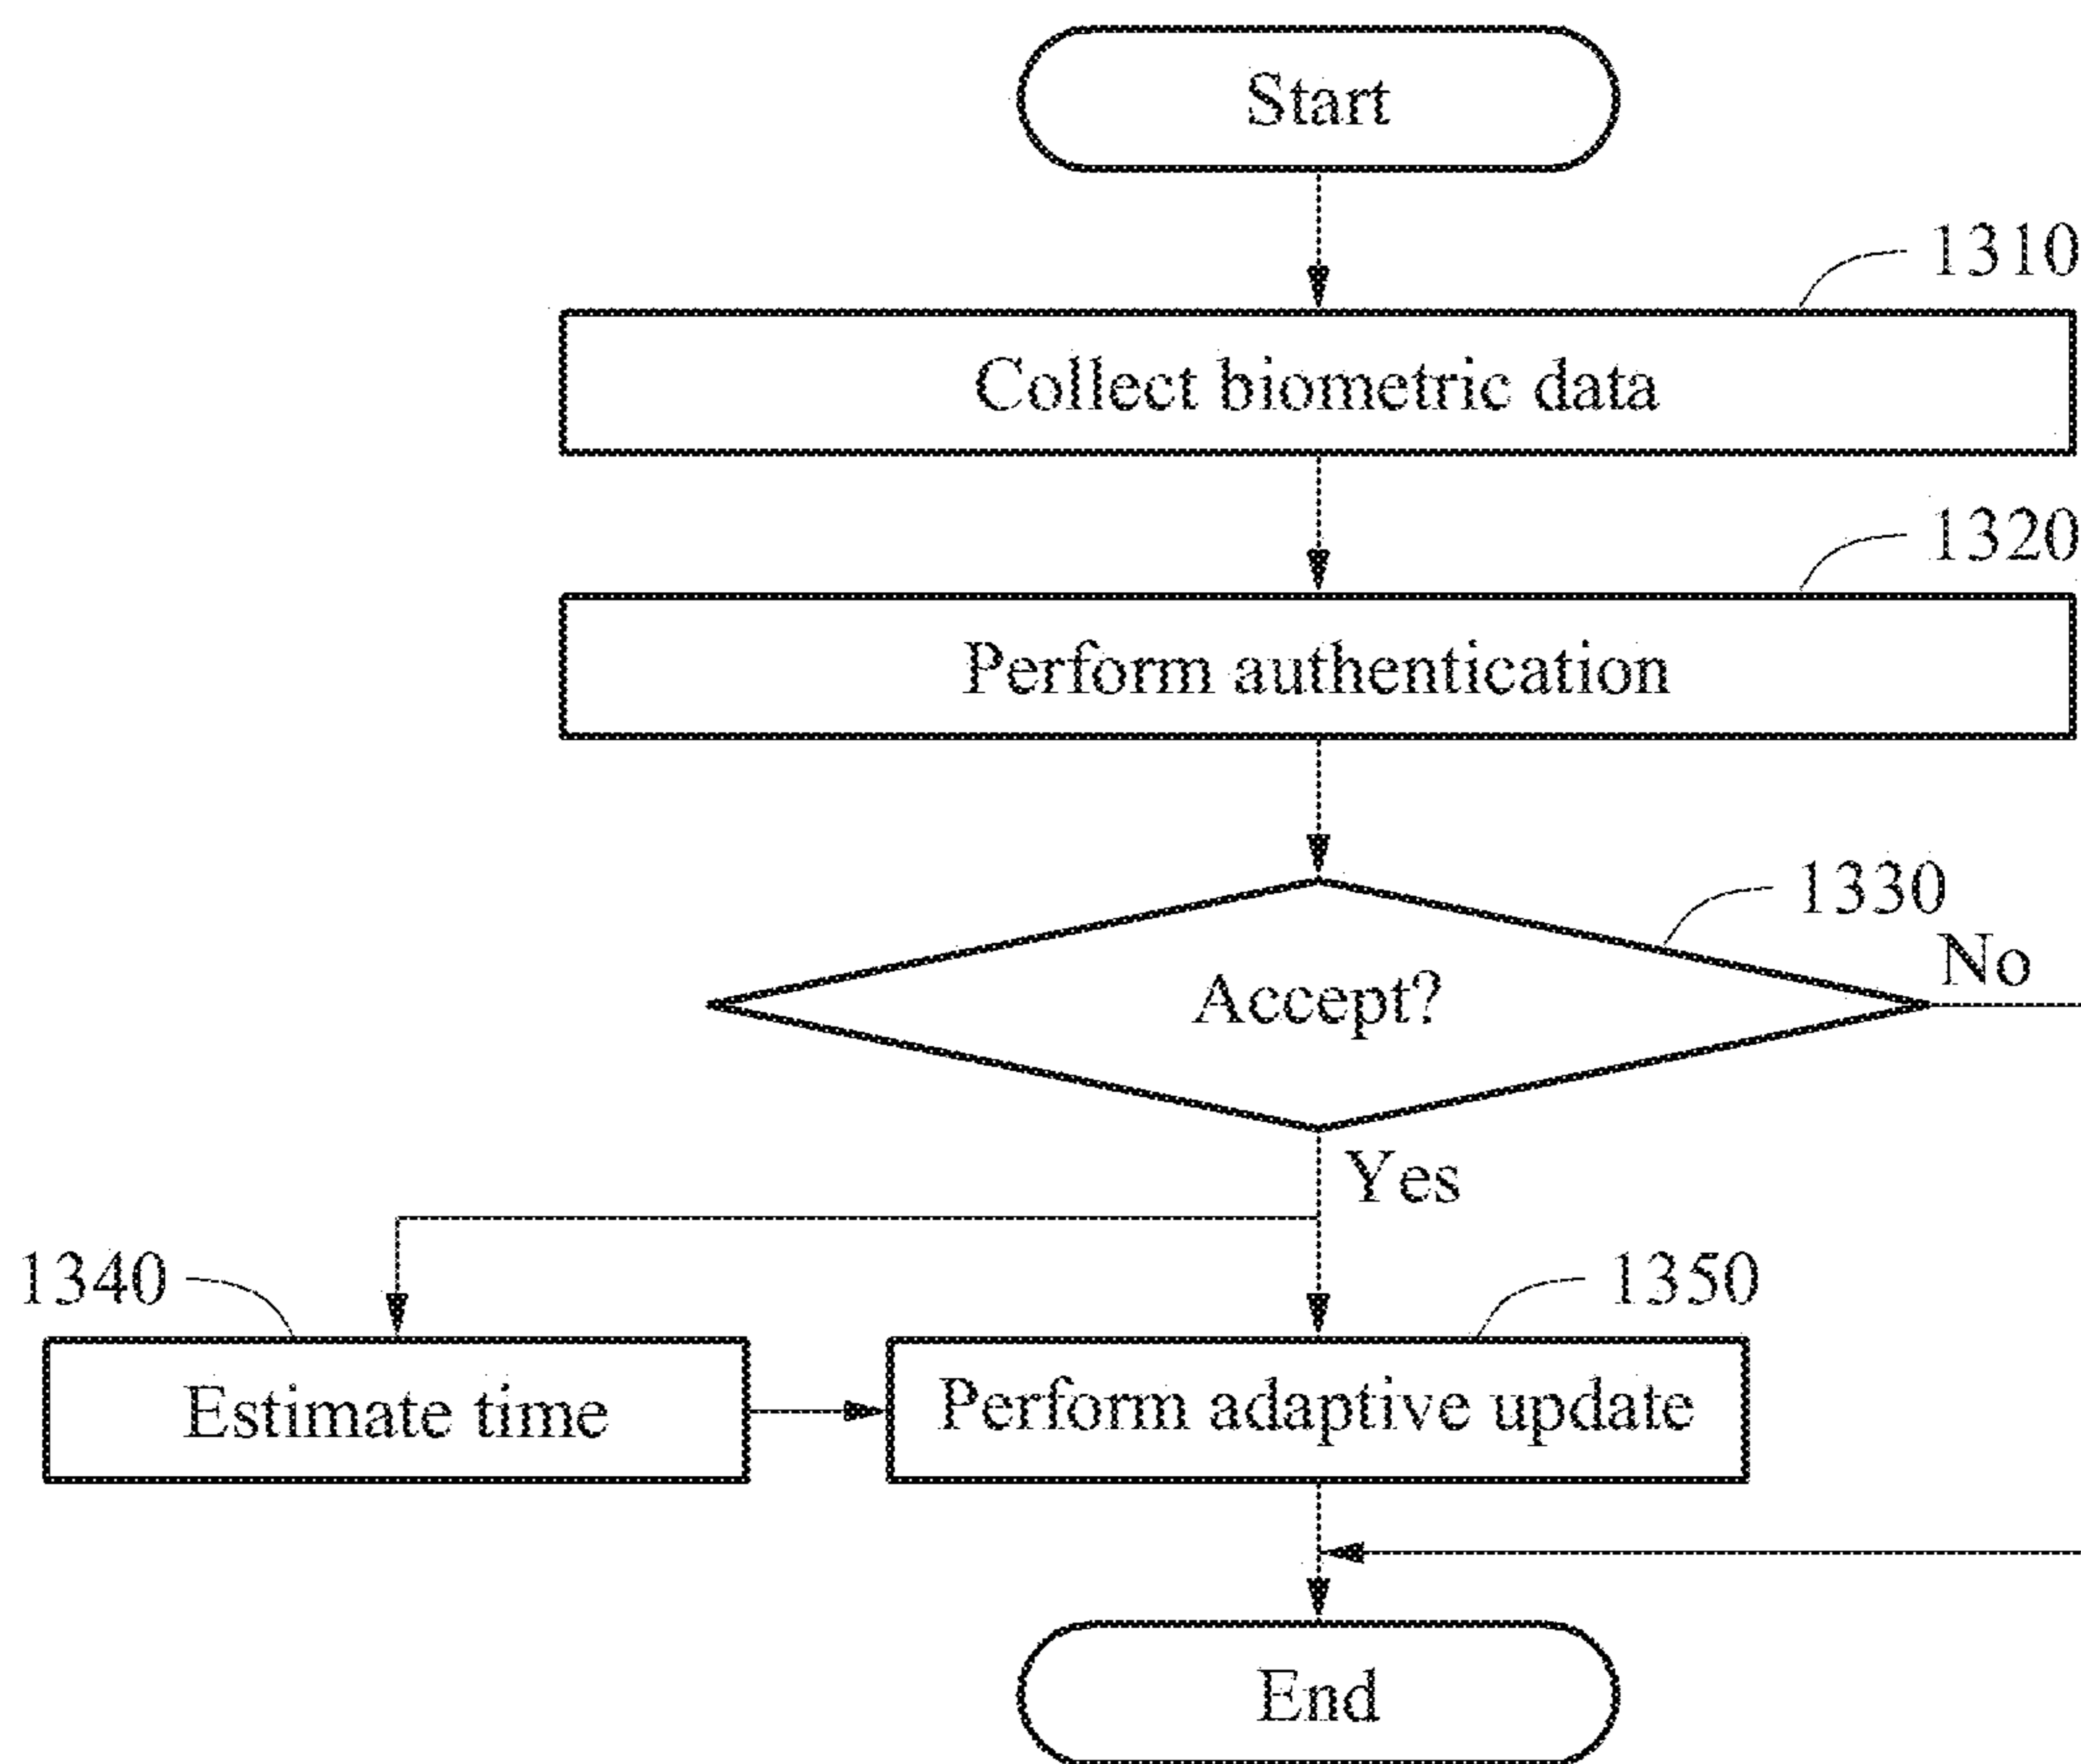 Start
1310
Collect biometric data
1320
Perform authentication
1330
Accept?
No
Yes
1340
1350
Estimate time
Perform adaptive update
End